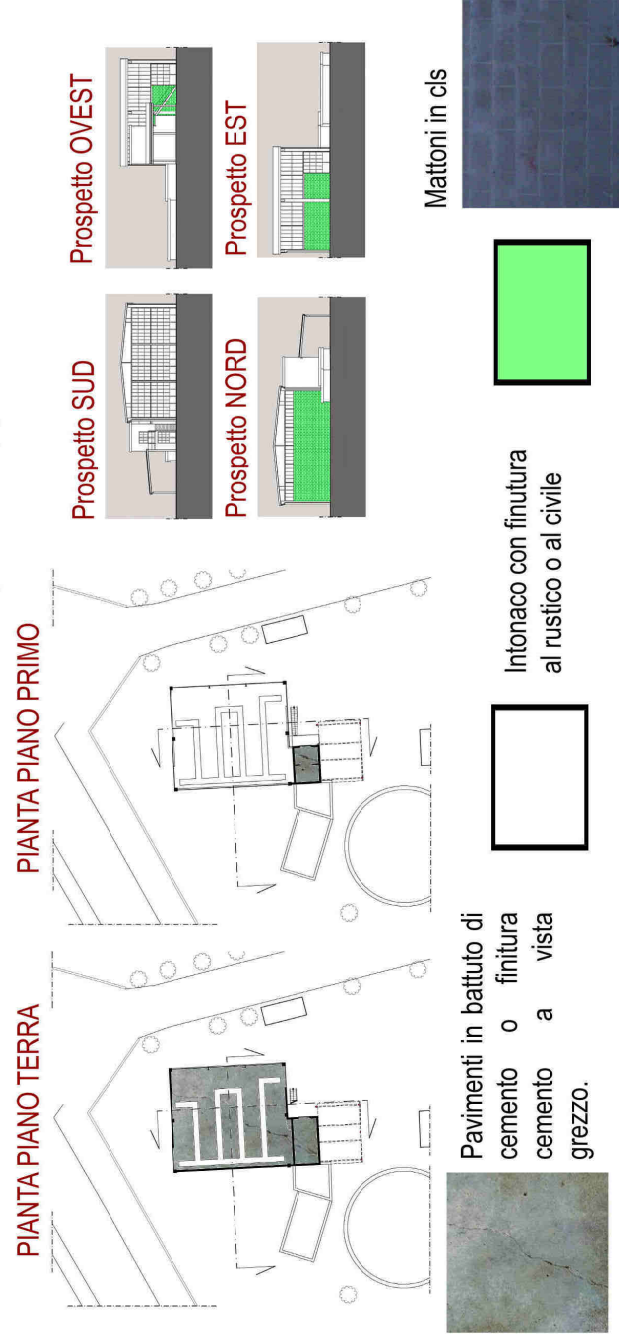 PIANTA PIANO TERRA
PIANTA PIANO PRIMO
Prospetto SUD
Prospetto OVEST
Prospetto NORD
Prospetto EST
Pavimenti in battuto di
cemento o finitura
cemento a vista
grezzo.
Intonaco con finutura
al rustico o al civile
Mattoni in cls